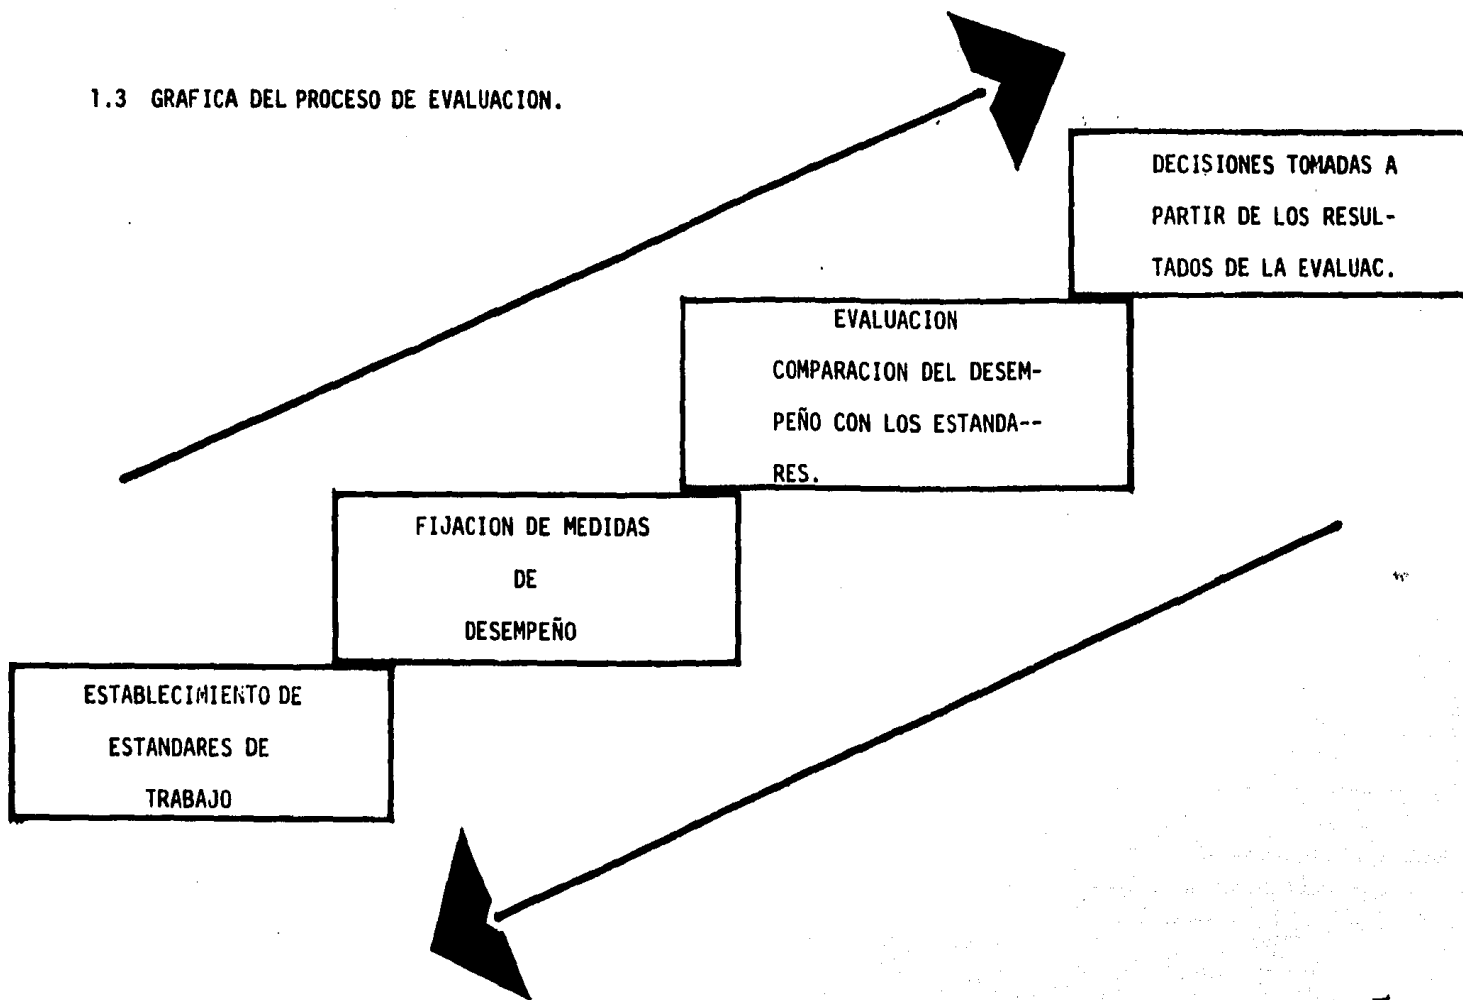 1.3 GRAFICA DEL PROCESO DE EVALUACION.
DECISIONES TOMADAS A
PARTIR DE LOS RESUL-
TADOS DE LA EVALUAC.
EVALUACION
COMPARACION DEL DESEM-
PEÑO CON LOS ESTANDA--
RES.
FIJACION DE MEDIDAS
DE
DESEMPEÑO
ESTABLECIMIENTO DE
ESTANDARES DE
TRABAJO